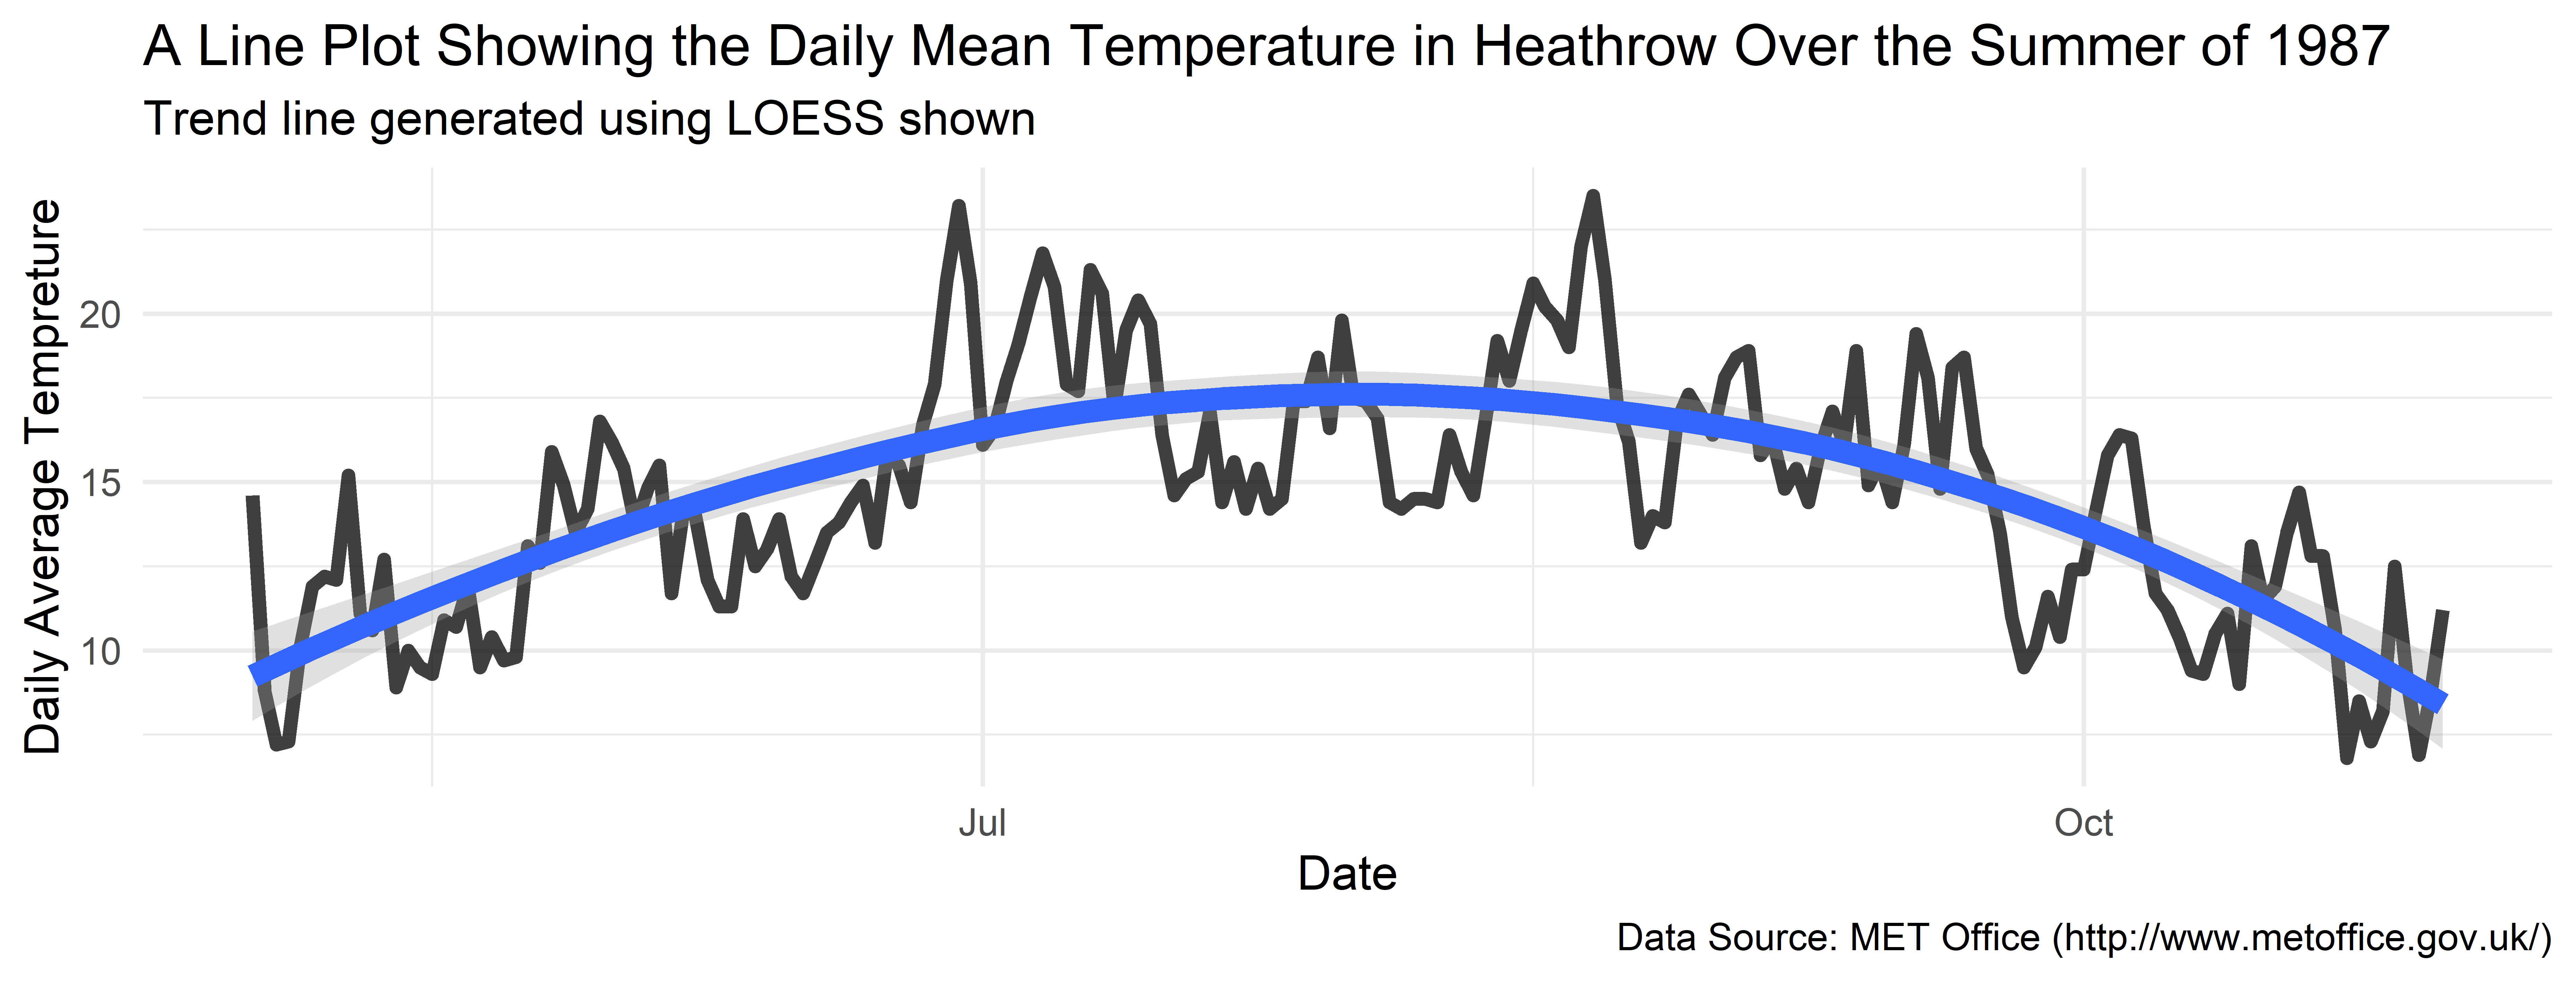 A Line Plot Showing the Daily Mean Temperature in Heathrow Over the Summer of 1987
Trend line generated using LOESS shown
Daily Average Tempreture
20
15
10
Jul
Oct
Date
Data Source: MET Office (http://www.metoffice.gov.uk/)